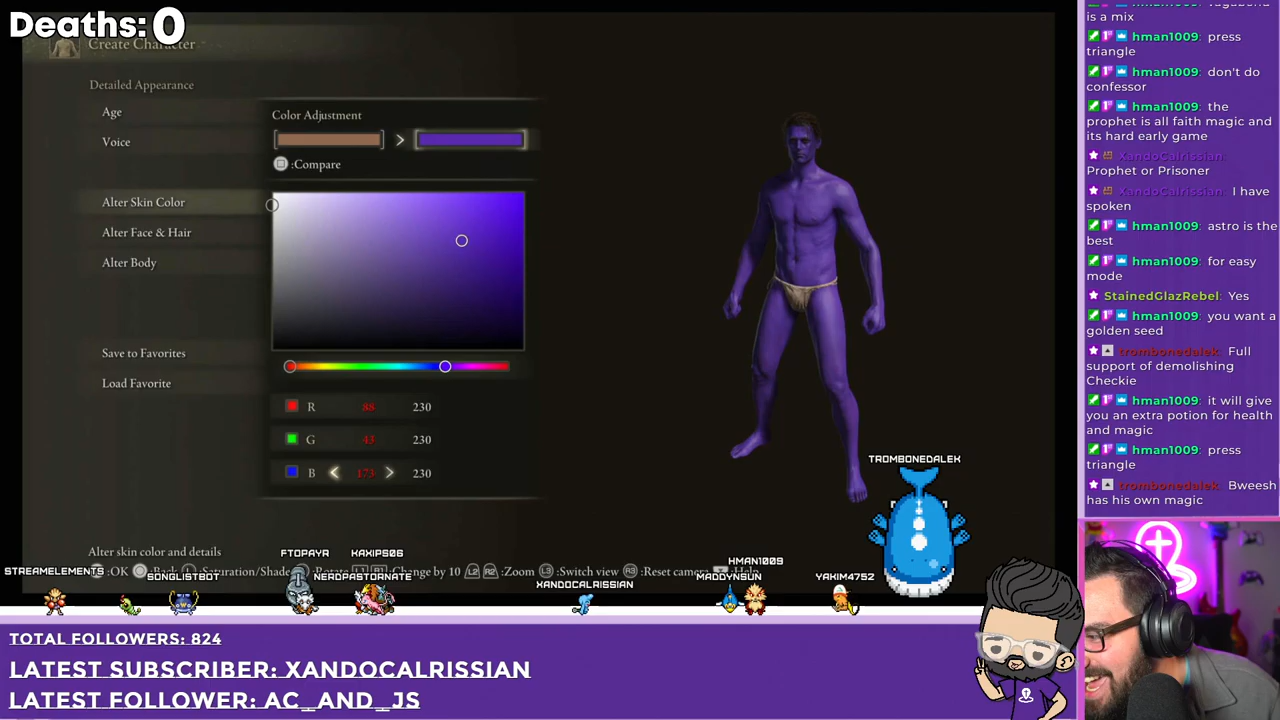 Deaths: 0
Create Character
Detailed Appearance
Age
Voice
Alter Skin Color
Alter Face & Hair
Alter Body
Save to Favorites
Load Favorite
Color Adjustment
:Compare
R 88 230
G 43 230
B 173 230
Alter skin color and details
:OK
:Back
:Saturation/Shade
:Change by 10
:Zoom
:Switch view
:Reset camera
STREAMELEMENTS
SONGLISTBOT
FTOPAYR
KAXIPS06
NERDPASTORNATE
XANDOCALRISSIAN
HMAN1009
MADDYNSUN
YAKIM4752
TROMBONEDALEK
TOTAL FOLLOWERS: 824
LATEST SUBSCRIBER: XANDOCALRISSIAN
LATEST FOLLOWER: AC_AND_JS
is a mix
hman1009: press
triangle
hman1009: don't do
confessor
hman1009: the
prophet is all faith magic and
its hard early game
XandoCalrissian:
Prophet or Prisoner
XandoCalrissian: I have
spoken
hman1009: astro is the
best
hman1009: for easy
mode
StainedGlazRebel: Yes
hman1009: you want a
golden seed
trombonedalek: Full
support of demolishing
Checkie
hman1009: it will give
you an extra potion for health
and magic
hman1009: press
triangle
trombonedalek: Bweesh
has his own magic